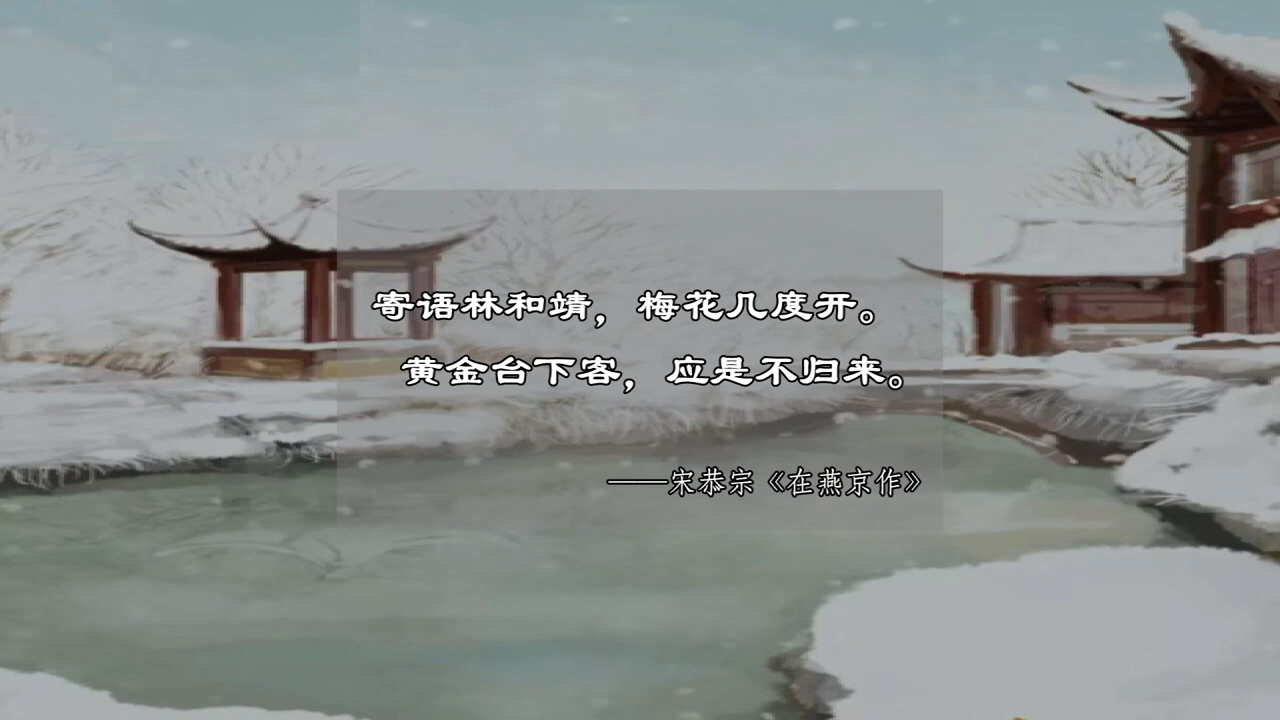 寄语林和靖，梅花几度开。
黄金台下客，应是不归来。
——宋恭宗《在燕京作》